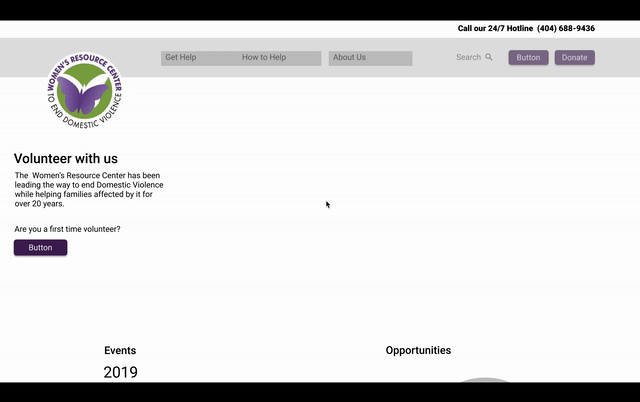 Call our 24/7 Hotline (404) 688-9436
Get Help How to Help About Us Search Button Donate
WOMEN'S RESOURCE CENTER
TO END DOMESTIC VIOLENCE
Volunteer with us
The Women's Resource Center has been
leading the way to end Domestic Violence
while helping families affected by it for
over 20 years.
Are you a first time volunteer?
Button
Events Opportunities
2019